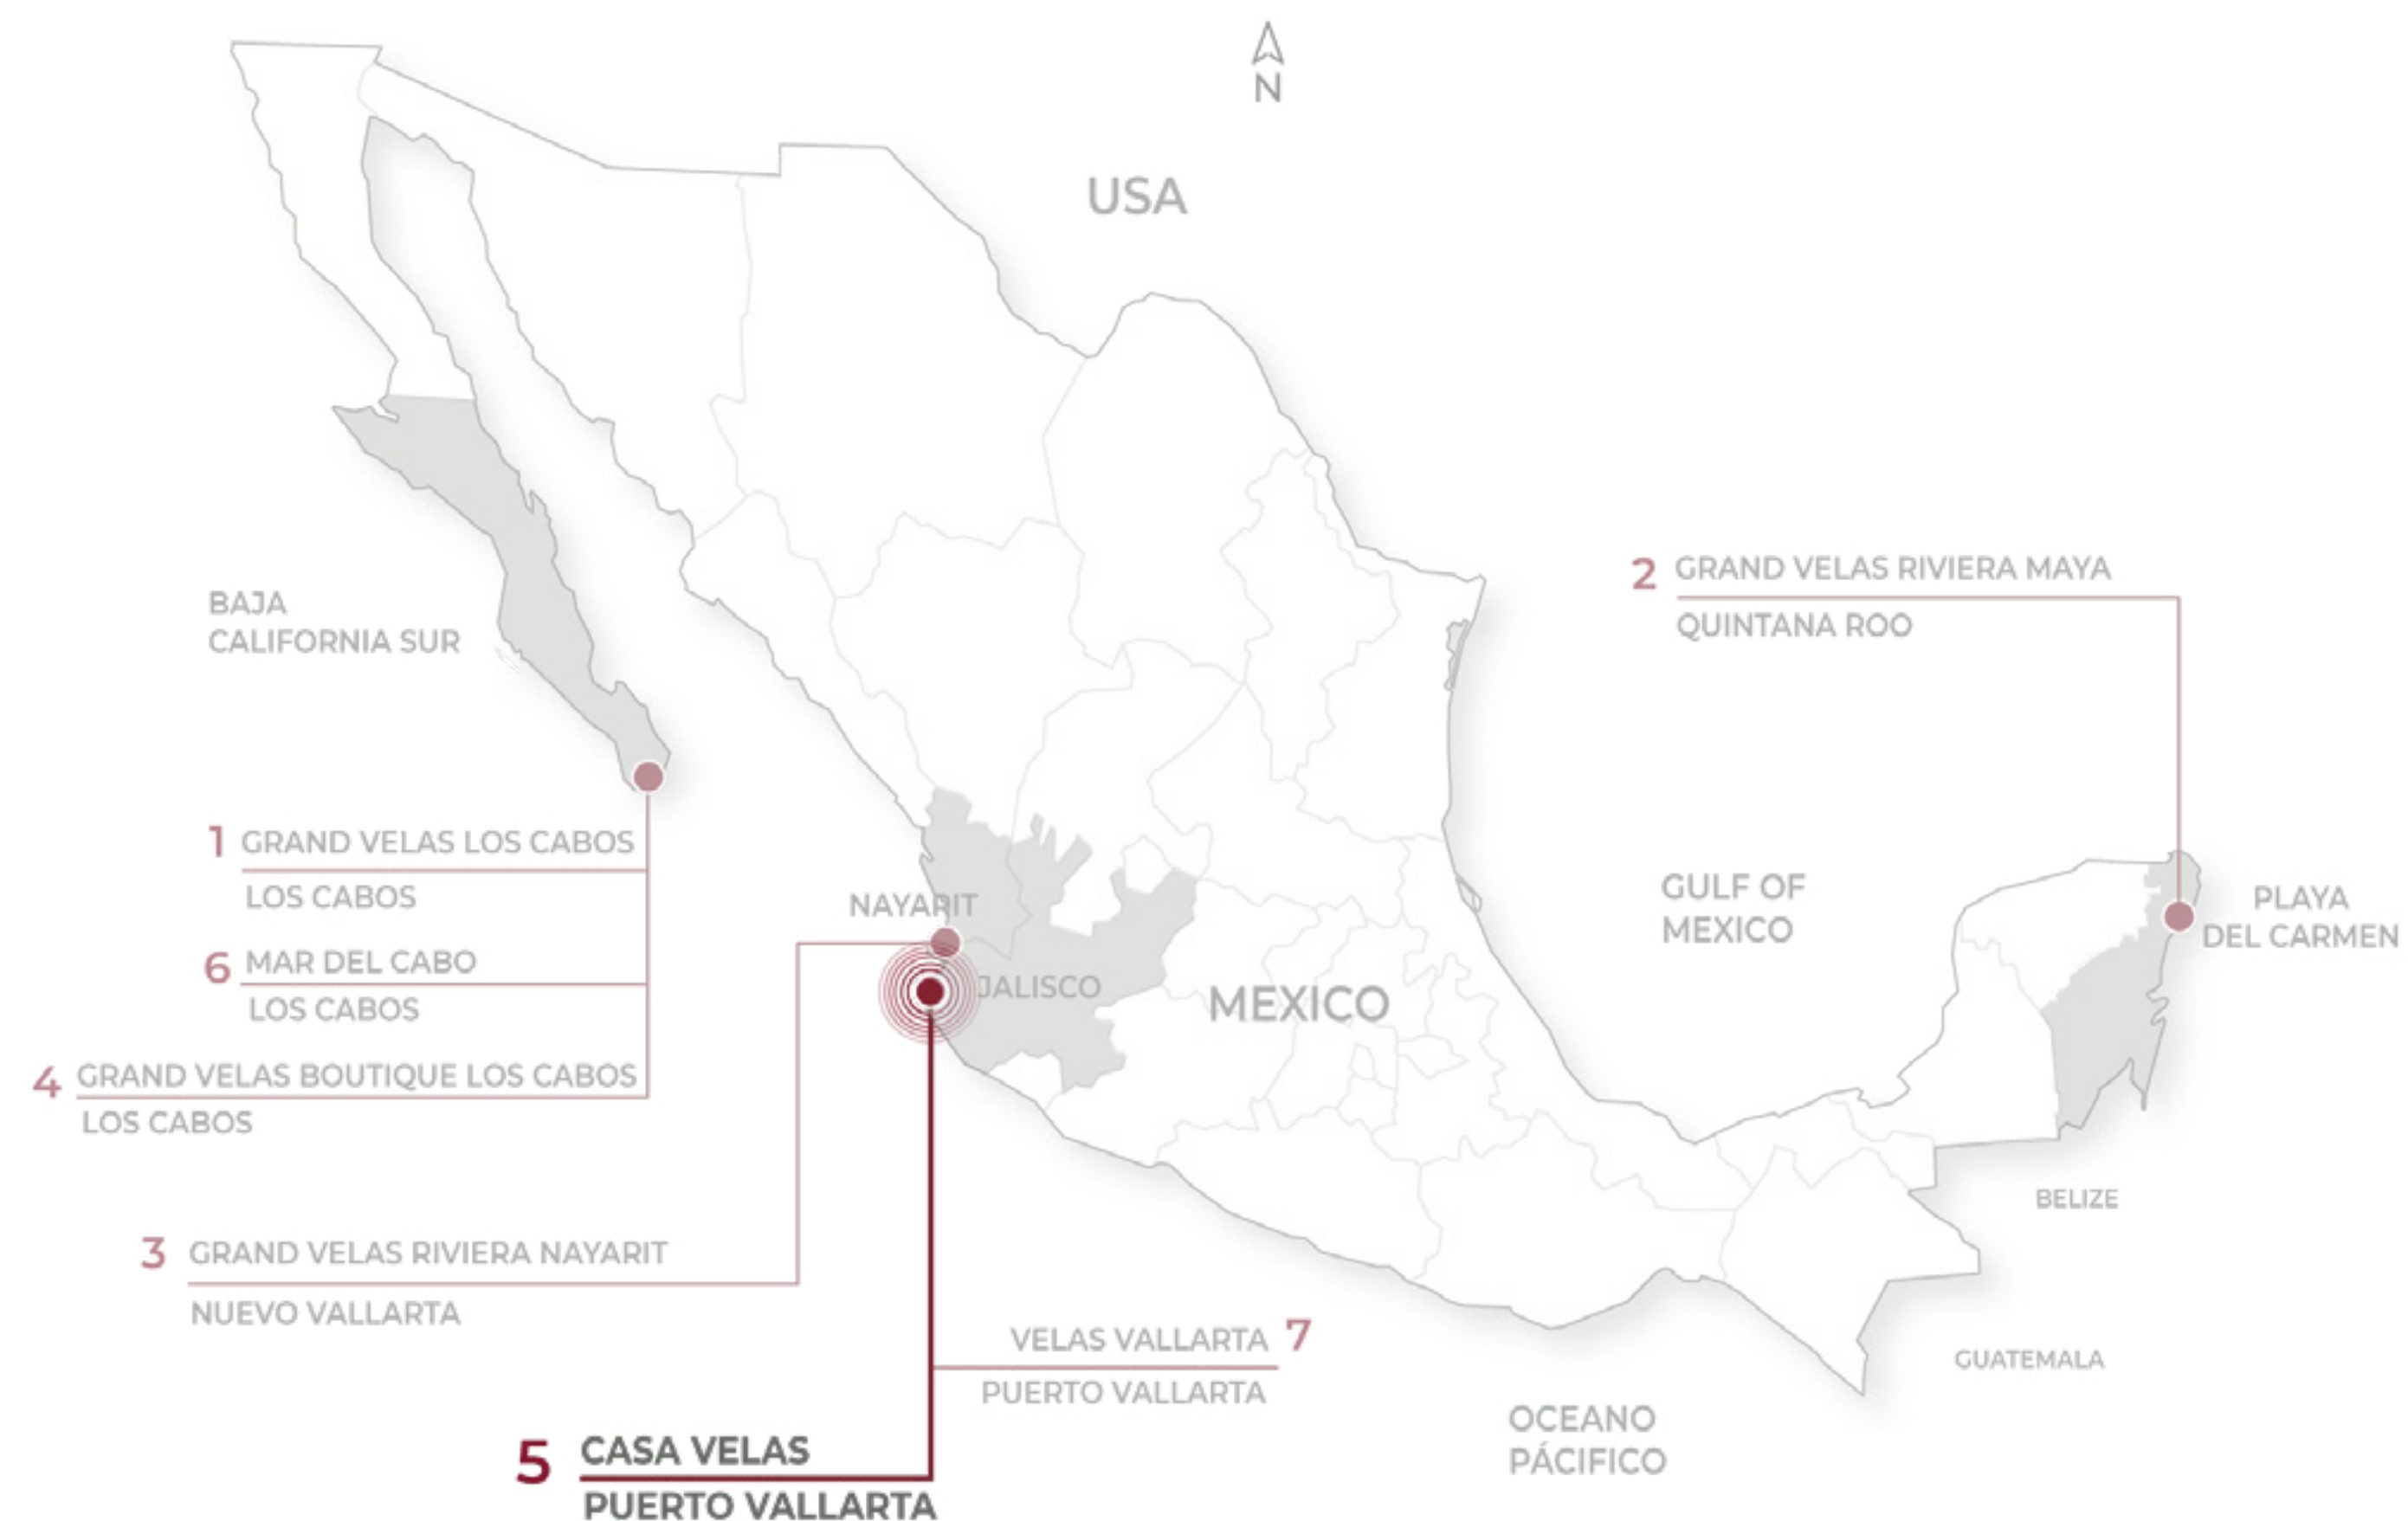 N
USA
2 GRAND VELAS RIVIERA MAYA
QUINTANA ROO
BAJA
CALIFORNIA SUR
1 GRAND VELAS LOS CABOS
LOS CABOS
6 MAR DEL CABO
LOS CABOS
4 GRAND VELAS BOUTIQUE LOS CABOS
LOS CABOS
NAYARIT
JALISCO
MEXICO
GULF OF
MEXICO
PLAYA
DEL CARMEN
BELIZE
GUATEMALA
3 GRAND VELAS RIVIERA NAYARIT
NUEVO VALLARTA
VELAS VALLARTA 7
PUERTO VALLARTA
5 CASA VELAS
PUERTO VALLARTA
OCEANO
PÁCIFICO